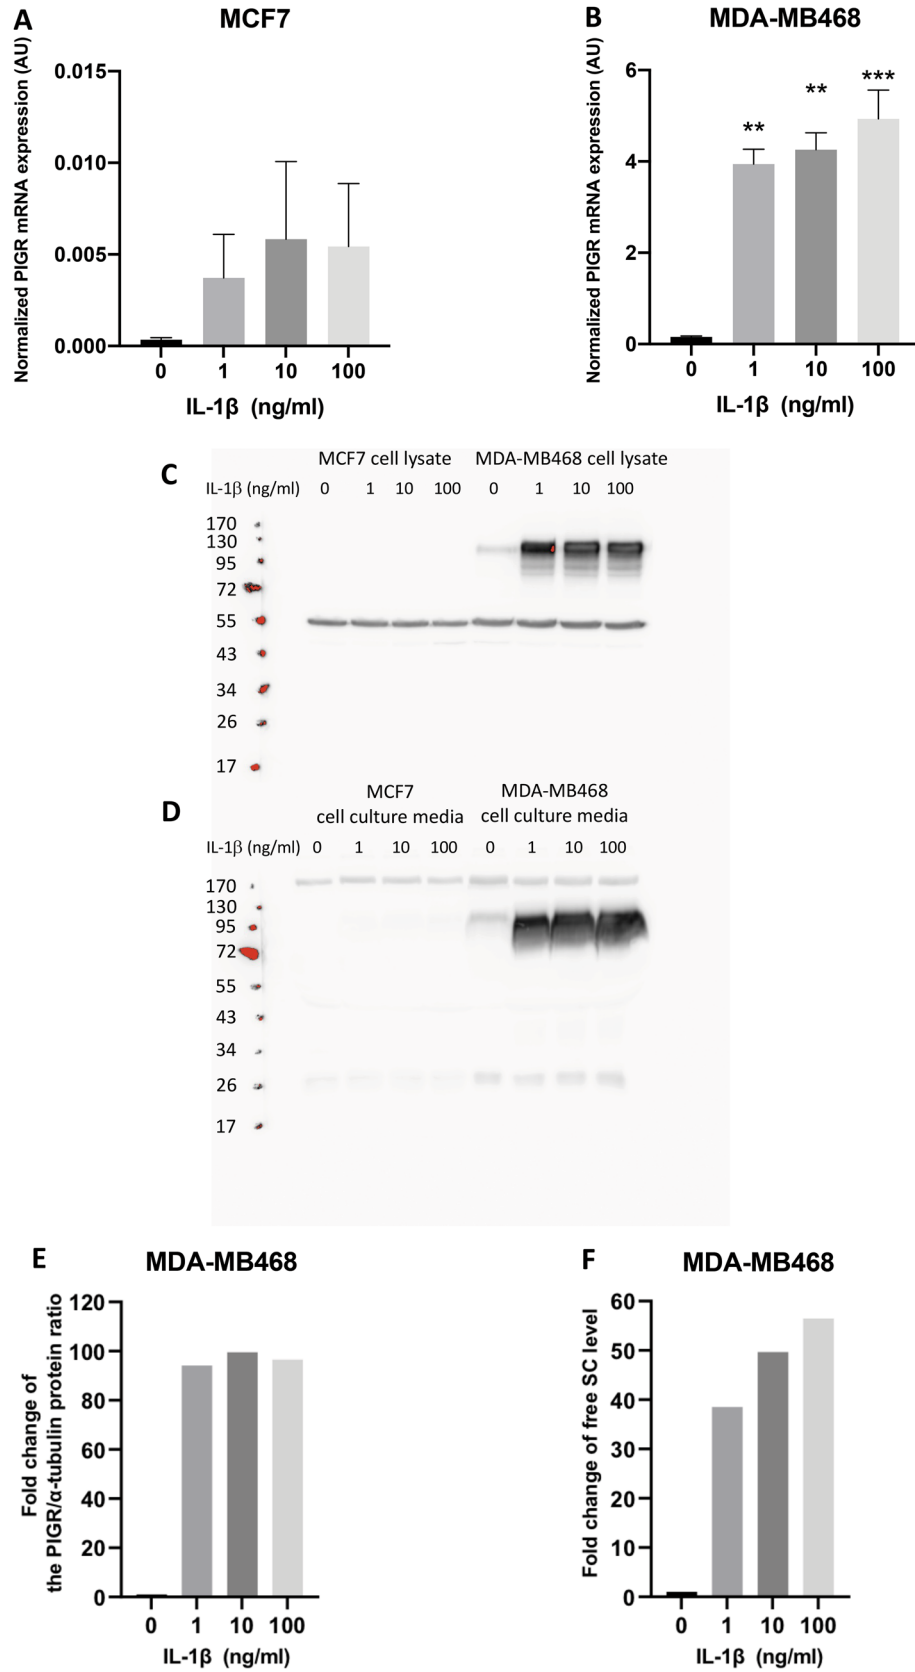 A
MCF7
Normalized PIGR mRNA expression (AU)
0.015
0.010
0.005
0.000
0 1 10 100
IL-1β (ng/ml)
B
MDA-MB468
Normalized PIGR mRNA expression (AU)
6
4
2
0
** ** ***
0 1 10 100
IL-1β (ng/ml)
C
MCF7 cell lysate MDA-MB468 cell lysate
IL-1β (ng/ml) 0 1 10 100 0 1 10 100
170
130
95
72
55
43
34
26
17
D
MCF7
cell culture media
MDA-MB468
cell culture media
IL-1β (ng/ml) 0 1 10 100 0 1 10 100
170
130
95
72
55
43
34
26
17
E
MDA-MB468
Fold change of
the PIGR/α-tubulin protein ratio
120
100
80
60
40
20
0
0 1 10 100
IL-1β (ng/ml)
F
MDA-MB468
Fold change of free SC level
60
50
40
30
20
10
0
0 1 10 100
IL-1β (ng/ml)